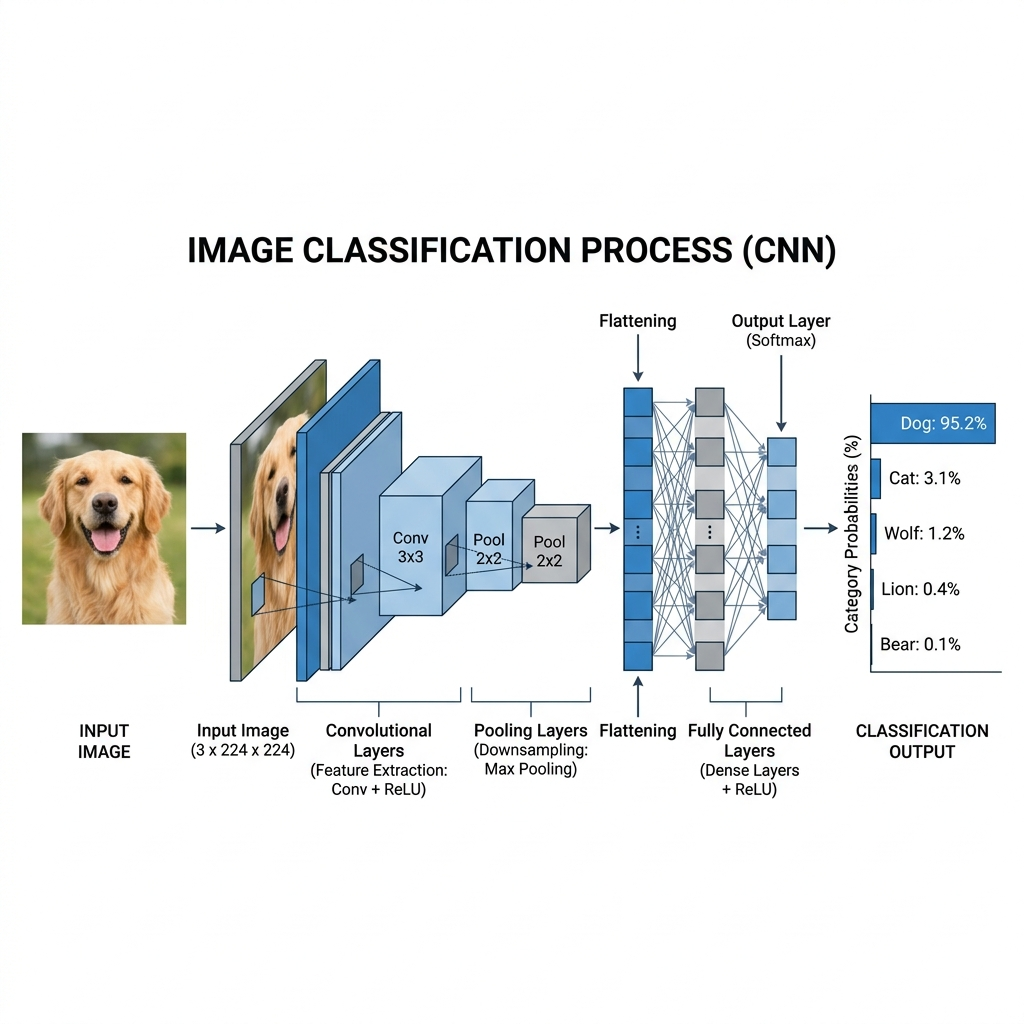 IMAGE CLASSIFICATION PROCESS (CNN)
Flattening
Output Layer
(Softmax)
Conv
3x3
Pool
2x2
Pool
2x2
⋮
⋮
Category Probabilities (%)
Dog: 95.2%
Cat: 3.1%
Wolf: 1.2%
Lion: 0.4%
Bear: 0.1%
INPUT
IMAGE
Input Image
(3 x 224 x 224)
Convolutional
Layers
(Feature Extraction:
Conv + ReLU)
Pooling Layers
(Downsampling:
Max Pooling)
Flattening
Fully Connected
Layers
(Dense Layers
+ ReLU)
CLASSIFICATION
OUTPUT